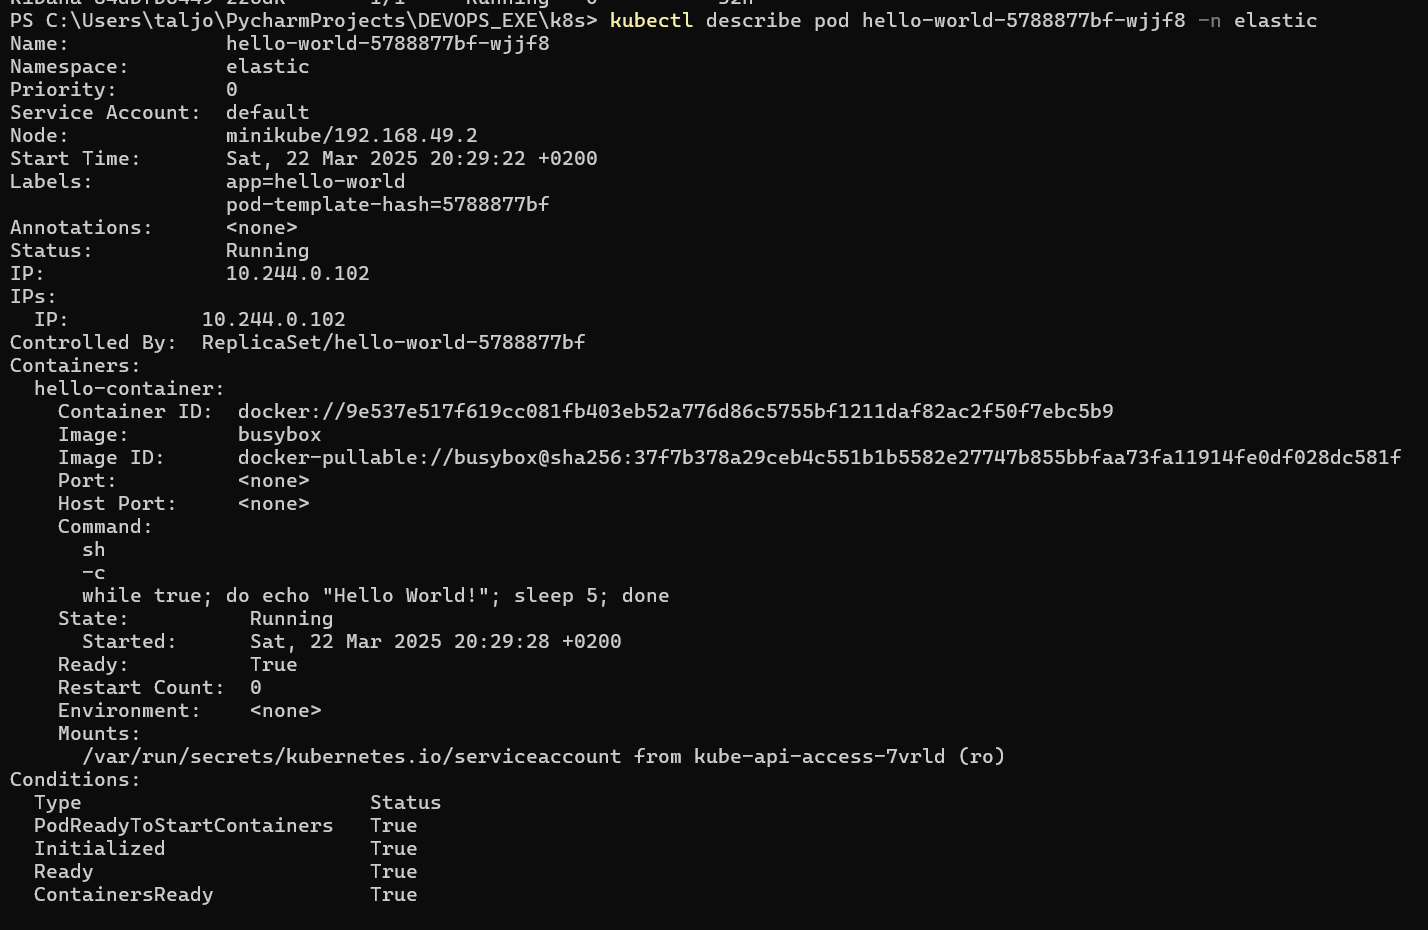 PS C:\Users\taljo\PycharmProjects\DEVOPS_EXE\k8s> kubectl describe pod hello-world-5788877bf-wjjf8 -n elastic
Name:             hello-world-5788877bf-wjjf8
Namespace:        elastic
Priority:         0
Service Account:  default
Node:             minikube/192.168.49.2
Start Time:       Sat, 22 Mar 2025 20:29:22 +0200
Labels:           app=hello-world
                  pod-template-hash=5788877bf
Annotations:      <none>
Status:           Running
IP:               10.244.0.102
IPs:
  IP:           10.244.0.102
Controlled By:  ReplicaSet/hello-world-5788877bf
Containers:
  hello-container:
    Container ID:  docker://9e537e517f619cc081fb403eb52a776d86c5755bf1211daf82ac2f50f7ebc5b9
    Image:         busybox
    Image ID:      docker-pullable://busybox@sha256:37f7b378a29ceb4c551b1b5582e27747b855bbfaa73fa11914fe0df028dc581f
    Port:          <none>
    Host Port:     <none>
    Command:
      sh
      -c
      while true; do echo "Hello World!"; sleep 5; done
    State:          Running
      Started:      Sat, 22 Mar 2025 20:29:28 +0200
    Ready:          True
    Restart Count:  0
    Environment:    <none>
    Mounts:
      /var/run/secrets/kubernetes.io/serviceaccount from kube-api-access-7vrld (ro)
Conditions:
  Type                        Status
  PodReadyToStartContainers   True
  Initialized                 True
  Ready                       True
  ContainersReady             True